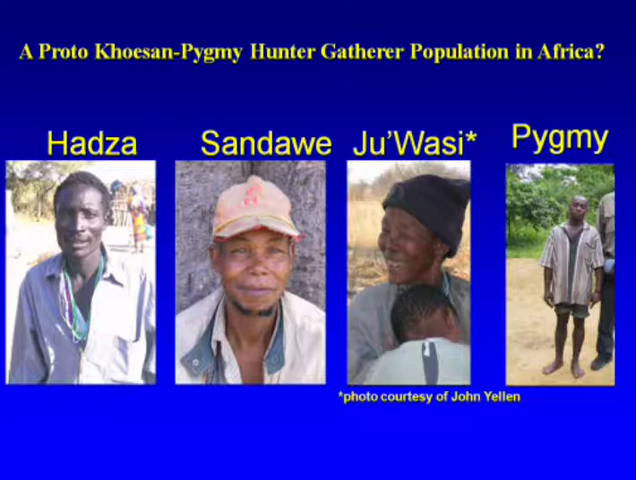 A Proto Khoesan-Pygmy Hunter Gatherer Population in Africa?
Hadza
Sandawe
Ju'Wasi*
Pygmy
*photo courtesy of John Yellen